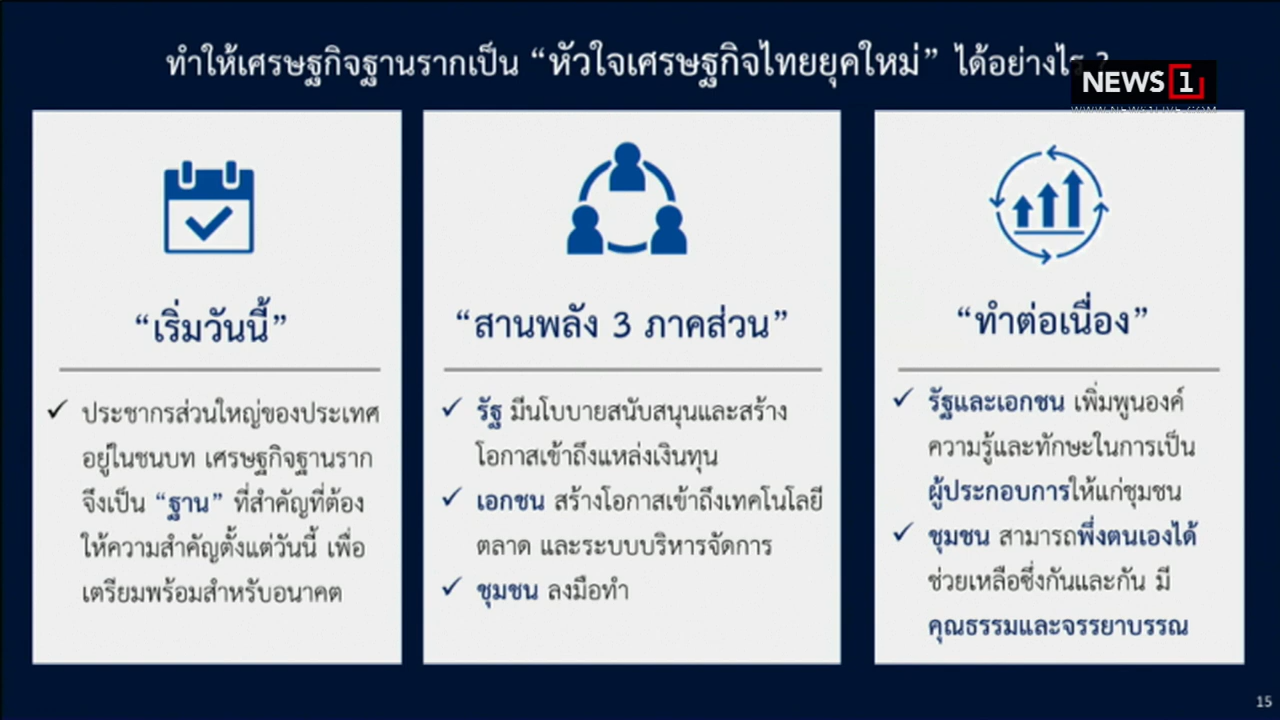 ทำให้เศรษฐกิจฐานรากเป็น “หัวใจเศรษฐกิจไทยยุคใหม่” ได้อย่างไร ?
NEWS 1
WWW.NEWS1LIVE.COM
“เริ่มวันนี้”
✓ ประชากรส่วนใหญ่ของประเทศ
อยู่ในชนบท เศรษฐกิจฐานราก
จึงเป็น “ฐาน” ที่สำคัญที่ต้อง
ให้ความสำคัญตั้งแต่วันนี้ เพื่อ
เตรียมพร้อมสำหรับอนาคต
“สานพลัง 3 ภาคส่วน”
✓ รัฐ มีนโบบายสนับสนุนและสร้าง
โอกาสเข้าถึงแหล่งเงินทุน
✓ เอกชน สร้างโอกาสเข้าถึงเทคโนโลยี
ตลาด และระบบบริหารจัดการ
✓ ชุมชน ลงมือทำ
“ทำต่อเนื่อง”
✓ รัฐและเอกชน เพิ่มพูนองค์
ความรู้และทักษะในการเป็น
ผู้ประกอบการให้แก่ชุมชน
✓ ชุมชน สามารถพึ่งตนเองได้
ช่วยเหลือซึ่งกันและกัน มี
คุณธรรมและจรรยาบรรณ
15